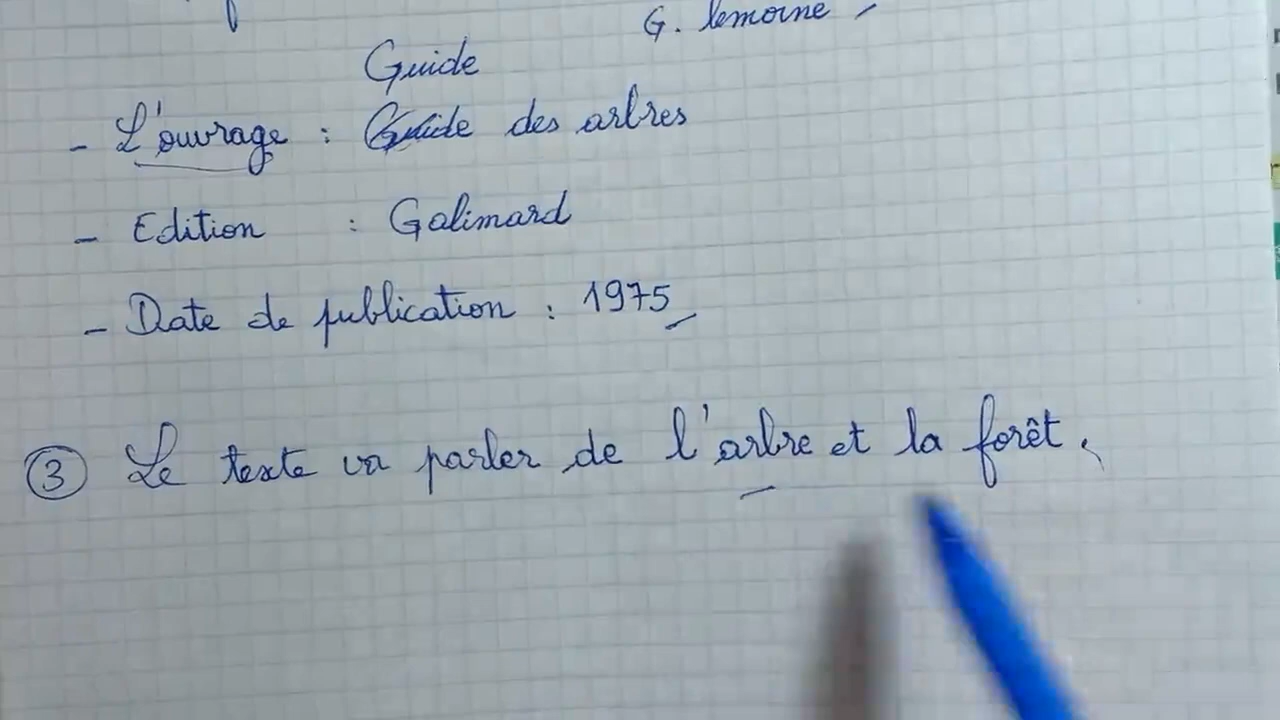 G. lemoine
Guide
- L'ouvrage : Guide des arbres
- Edition : Galimard
- Date de publication : 1975
③ Le texte va parler de l'arbre et la forêt.